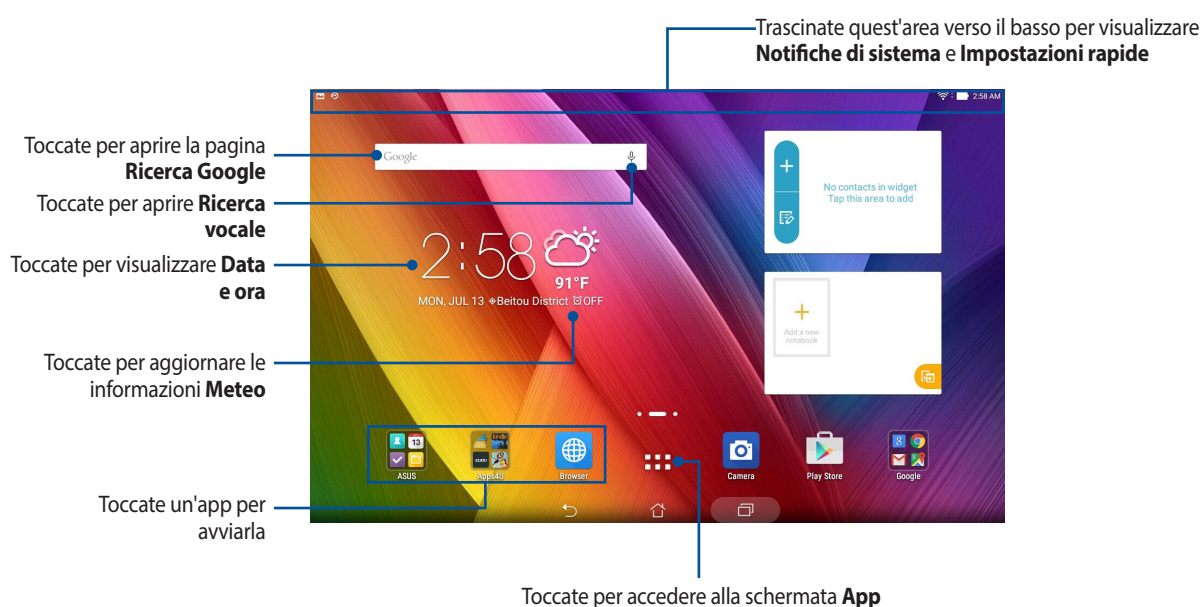 Trascinate quest'area verso il basso per visualizzare
Notifiche di sistema e Impostazioni rapide
2:58 AM
Toccate per aprire la pagina
Ricerca Google
Google
Toccate per aprire Ricerca
vocale
No contacts in widget
Tap this area to add
Toccate per visualizzare Data
e ora
2:58
91°F
MON, JUL 13 Beitou District OFF
Add a new
notebook
Toccate per aggiornare le
informazioni Meteo
13
kindle
8
ASUS
Apps4U
Browser
Camera
Play Store
Google
Toccate un'app per
avviarla
Toccate per accedere alla schermata App